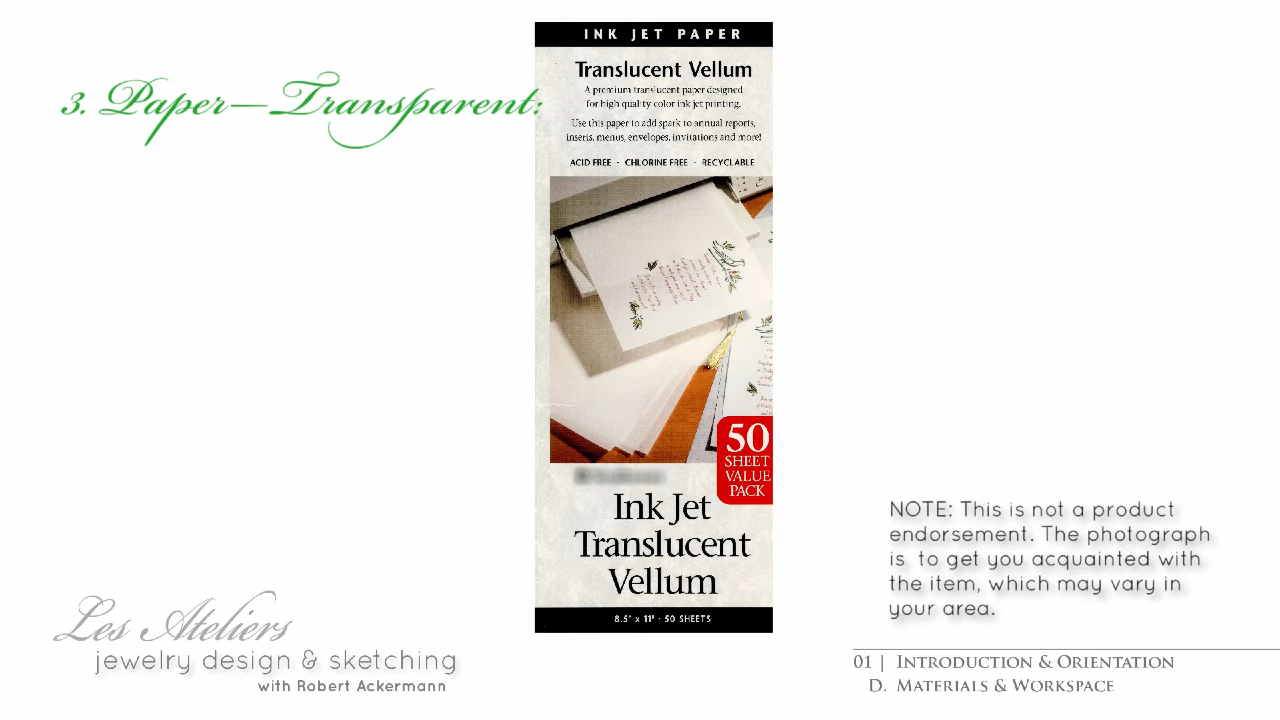 3. Paper—Transparent:
INK JET PAPER
Translucent Vellum
A premium translucent paper designed
for high quality color ink jet printing.
Use this paper to add spark to annual reports,
inserts, menus, envelopes, invitations and more!
ACID FREE · CHLORINE FREE · RECYCLABLE
50
SHEET
VALUE
PACK
Ink Jet
Translucent
Vellum
8.5" x 11" · 50 SHEETS
NOTE: This is not a product
endorsement. The photograph
is to get you acquainted with
the item, which may vary in
your area.
Les Ateliers
jewelry design & sketching
with Robert Ackermann
01 | INTRODUCTION & ORIENTATION
D. MATERIALS & WORKSPACE